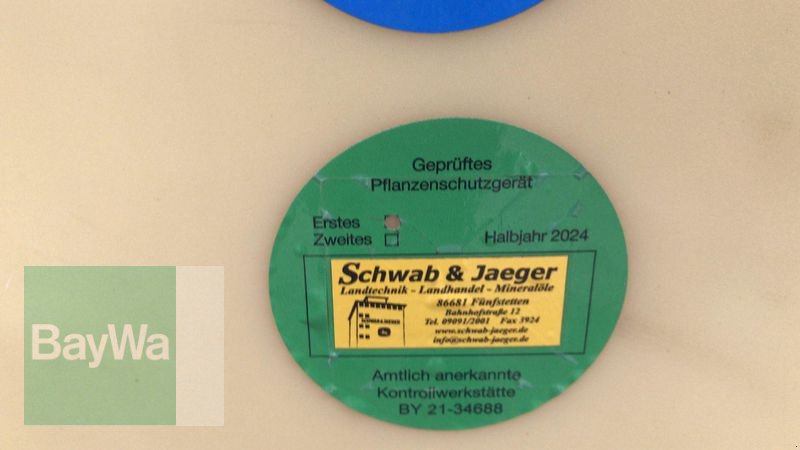 Geprüftes
Pflanzenschutzgerät
Erstes
Zweites
Halbjahr 2024
Schwab & Jaeger
Landtechnik - Landhandel - Mineralöle
86681 Fünfstetten
Bahnhofstraße 12
Tel. 09091/2001 Fax 3924
www.schwab-jaeger.de
info@schwab-jaeger.de
Amtlich anerkannte
Kontrollwerkstätte
BY 21-34688
BayWa